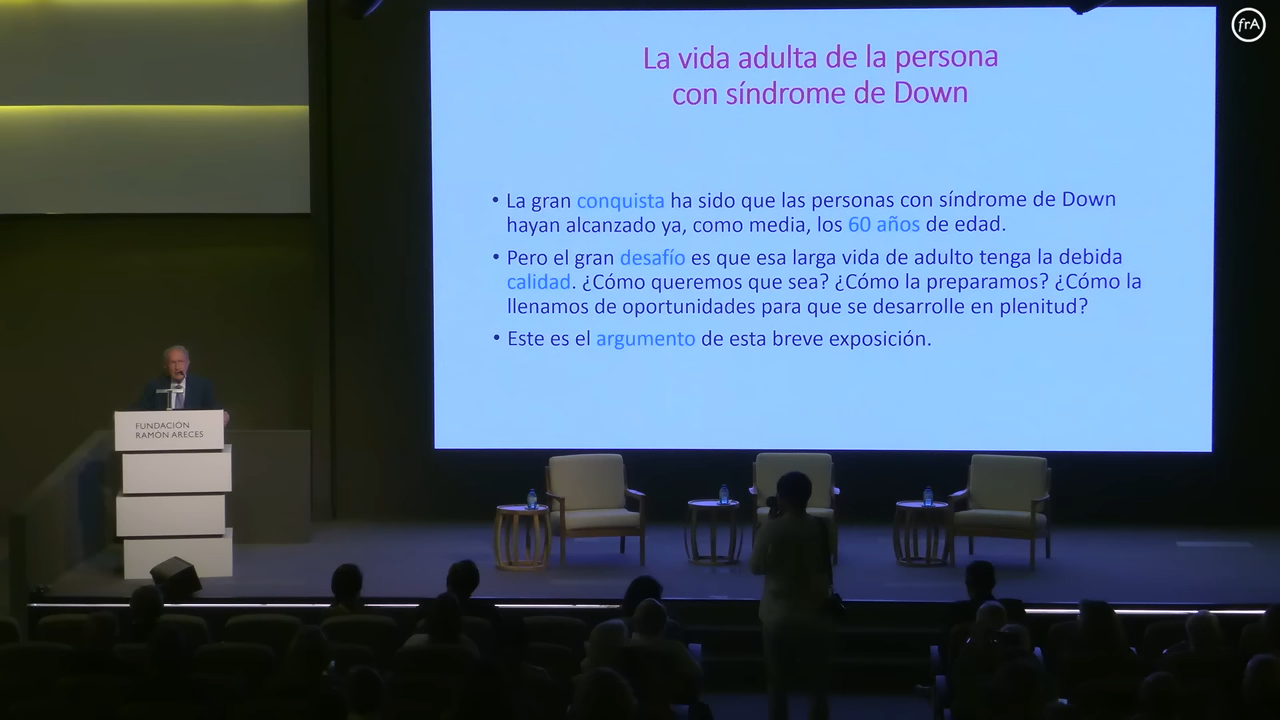 frA
La vida adulta de la persona
con síndrome de Down
• La gran conquista ha sido que las personas con síndrome de Down
hayan alcanzado ya, como media, los 60 años de edad.
• Pero el gran desafío es que esa larga vida de adulto tenga la debida
calidad. ¿Cómo queremos que sea? ¿Cómo la preparamos? ¿Cómo la
llenamos de oportunidades para que se desarrolle en plenitud?
• Este es el argumento de esta breve exposición.
FUNDACIÓN
RAMÓN ARECES